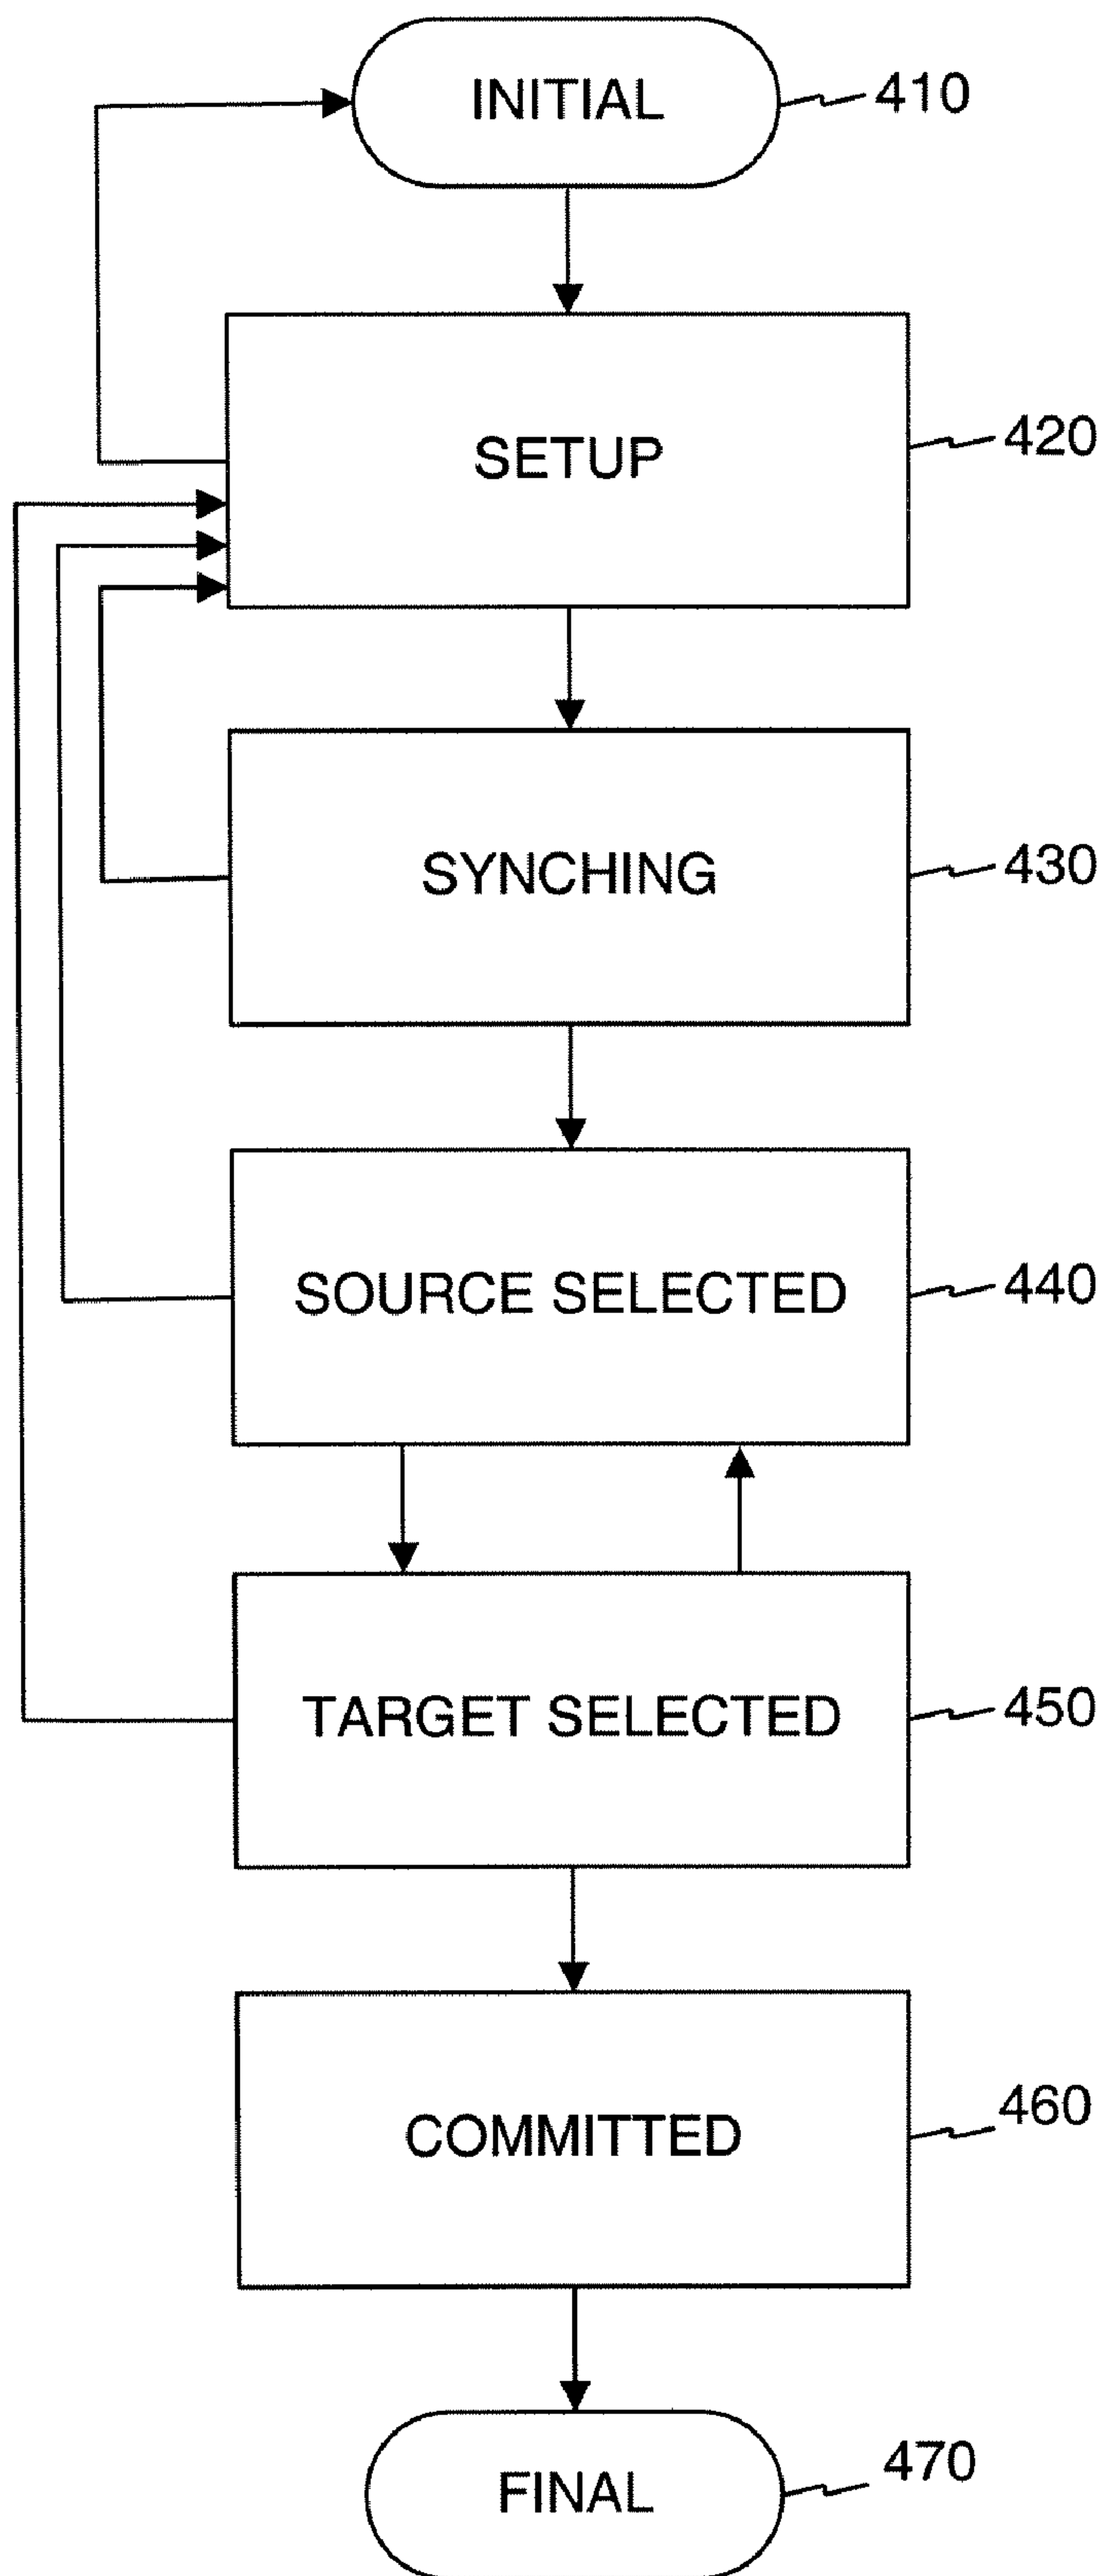 INITIAL
410
SETUP
420
SYNCHING
430
SOURCE SELECTED
440
TARGET SELECTED
450
COMMITTED
460
FINAL
470